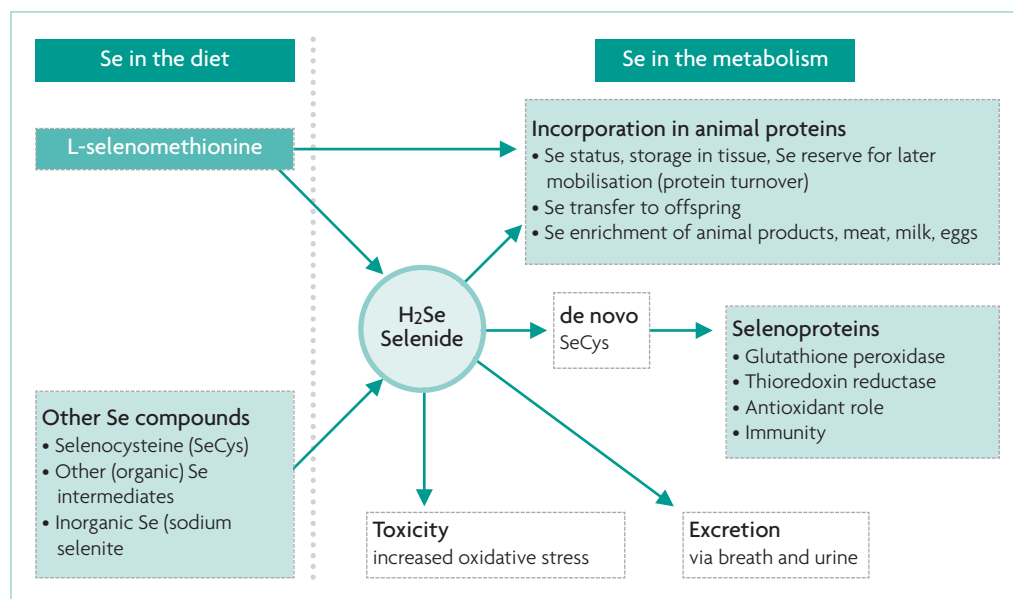 Se in the diet
Se in the metabolism
L-selenomethionine
Incorporation in animal proteins
• Se status, storage in tissue, Se reserve for later
mobilisation (protein turnover)
• Se transfer to offspring
• Se enrichment of animal products, meat, milk, eggs
H₂Se
Selenide
de novo
SeCys
Selenoproteins
• Glutathione peroxidase
• Thioredoxin reductase
• Antioxidant role
• Immunity
Other Se compounds
• Selenocysteine (SeCys)
• Other (organic) Se
intermediates
• Inorganic Se (sodium
selenite
Toxicity
increased oxidative stress
Excretion
via breath and urine